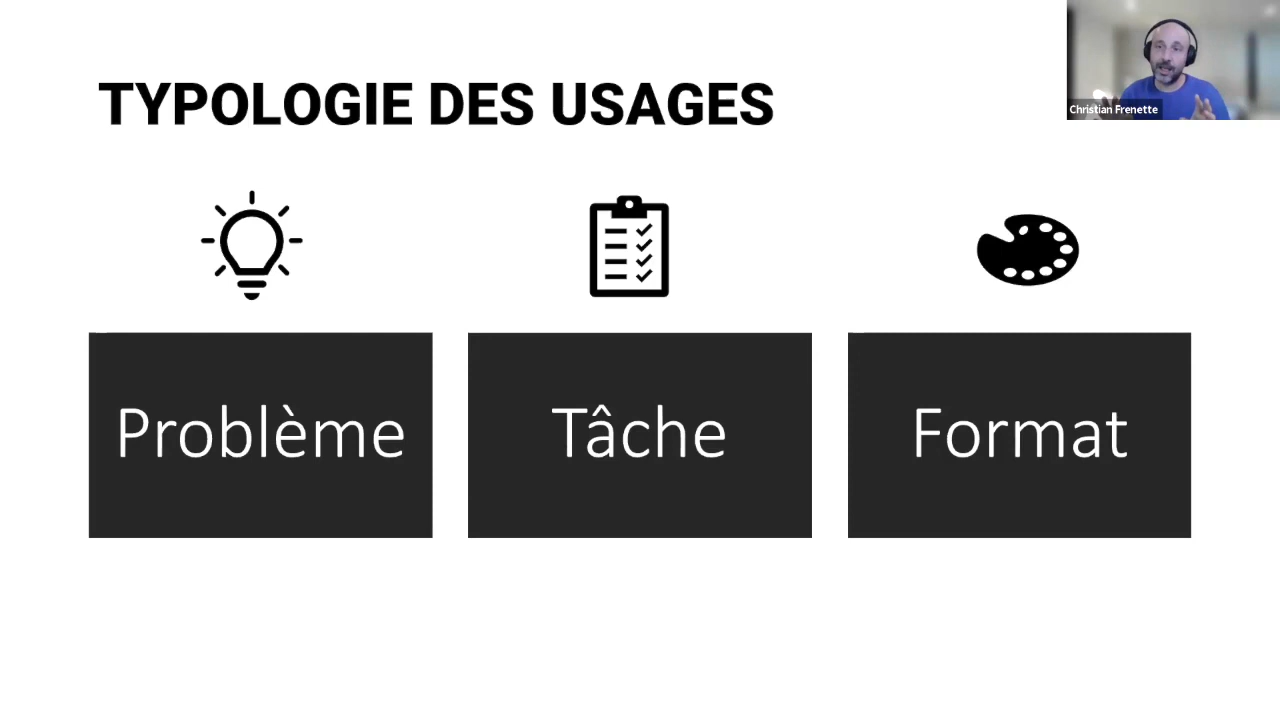 TYPOLOGIE DES USAGES
Christian Frenette
Problème
Tâche
Format